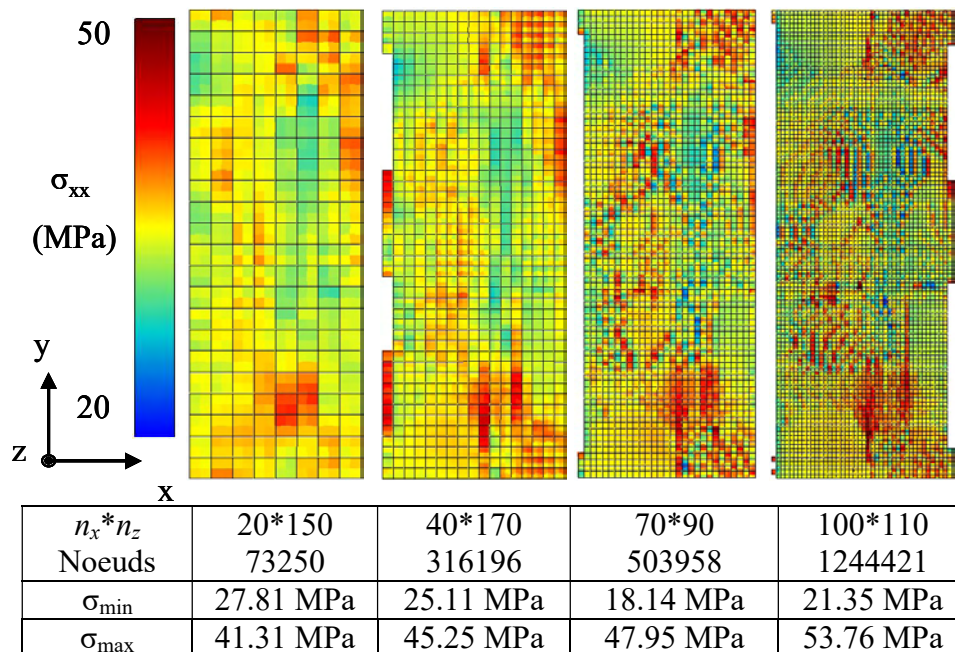 50
σxx
(MPa)
y
20
z
x
nx*nz 20*150 40*170 70*90 100*110
Noeuds 73250 316196 503958 1244421
σmin 27.81 MPa 25.11 MPa 18.14 MPa 21.35 MPa
σmax 41.31 MPa 45.25 MPa 47.95 MPa 53.76 MPa